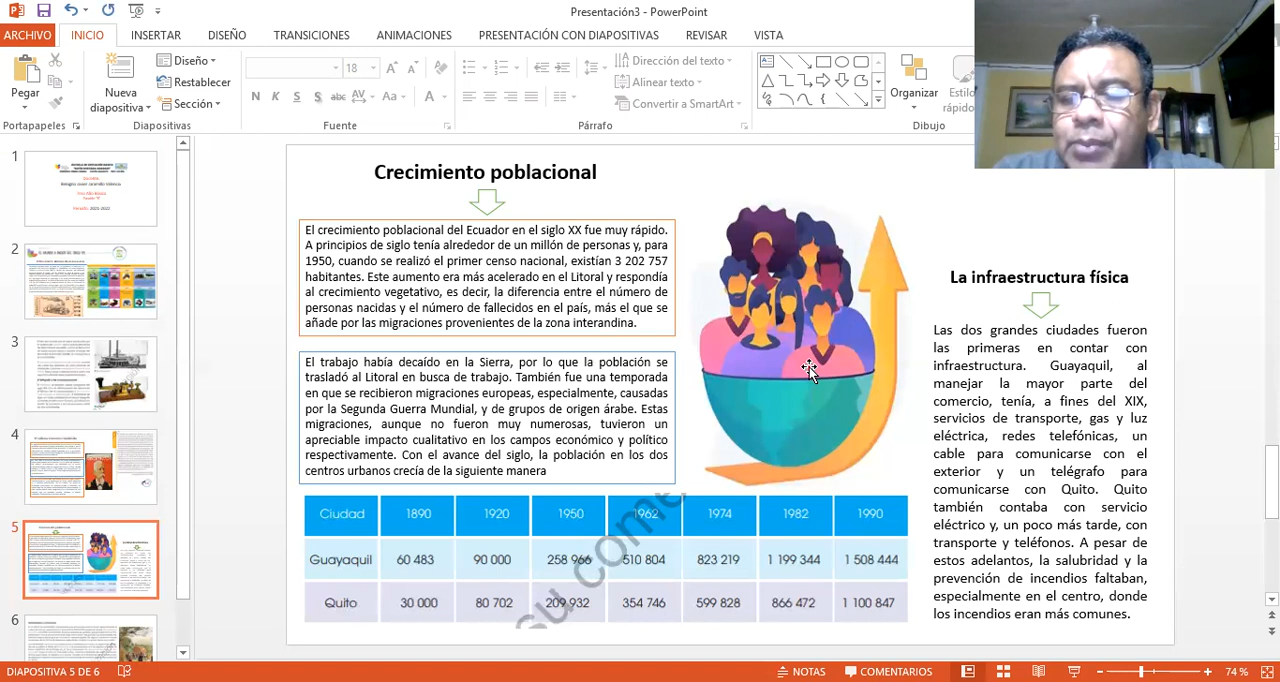 Presentación3 - PowerPoint
ARCHIVO INICIO INSERTAR DISEÑO TRANSICIONES ANIMACIONES PRESENTACIÓN CON DIAPOSITIVAS REVISAR VISTA
Pegar
Nueva diapositiva
Diseño
Restablecer
Sección
18
N K S S abc AV Aa A
Dirección del texto
Alinear texto
Convertir a SmartArt
Organizar
Estilo
rápido
Portapapeles Diapositivas Fuente Párrafo Dibujo
1
2
3
4
5
6
Crecimiento poblacional
El crecimiento poblacional del Ecuador en el siglo XX fue muy rápido.
A principios de siglo tenía alrededor de un millón de personas y para
1950, cuando se realizó el primer censo nacional, existían 3 202 757
habitantes. Este aumento era mayor en el Litoral y respondía
al crecimiento vegetativo, es decir, la diferencia entre el número de
personas nacidas y el número de fallecidos en el país, más el que se
añade por las migraciones provenientes de la zona interandina.
había escasez en la Sierra, por lo que la población se
al Litoral en busca de trabajo. También en una temporada
recibieron migraciones europeas, especialmente, causadas
por la Segunda Guerra Mundial, y de grupos de origen árabe. Estas
migraciones, aunque no fueron muy numerosas, tuvieron un
apreciable impacto cualitativo en los campos económico y político
respectivamente. Con el avance del siglo, la población en los dos
centros urbanos crecía de la siguiente manera
Ciudad 1890 1920 1950 1962 1974 1982 1990
Guayaquil 60 483 510 804 823 219 1 199 344 1 508 444
Quito 30 000 80 702 209 932 354 746 599 828 866 472 1 100 847
La infraestructura física
Las dos grandes ciudades fueron
las primeras en contar con
infraestructura. Guayaquil, al
manejar la mayor parte del
comercio, tenía, a fines del XIX,
servicios de transporte, gas y luz
eléctrica, redes telefónicas, un
cable para comunicarse con el
exterior y un telégrafo para
comunicarse con Quito. Quito
también contaba con servicio
eléctrico y, un poco más tarde, con
transporte y teléfonos. A pesar de
estos adelantos, la salubridad y la
prevención de incendios faltaban,
especialmente en el centro, donde
los incendios eran más comunes.
DIAPOSITIVA 5 DE 6
NOTAS COMENTARIOS 74 %